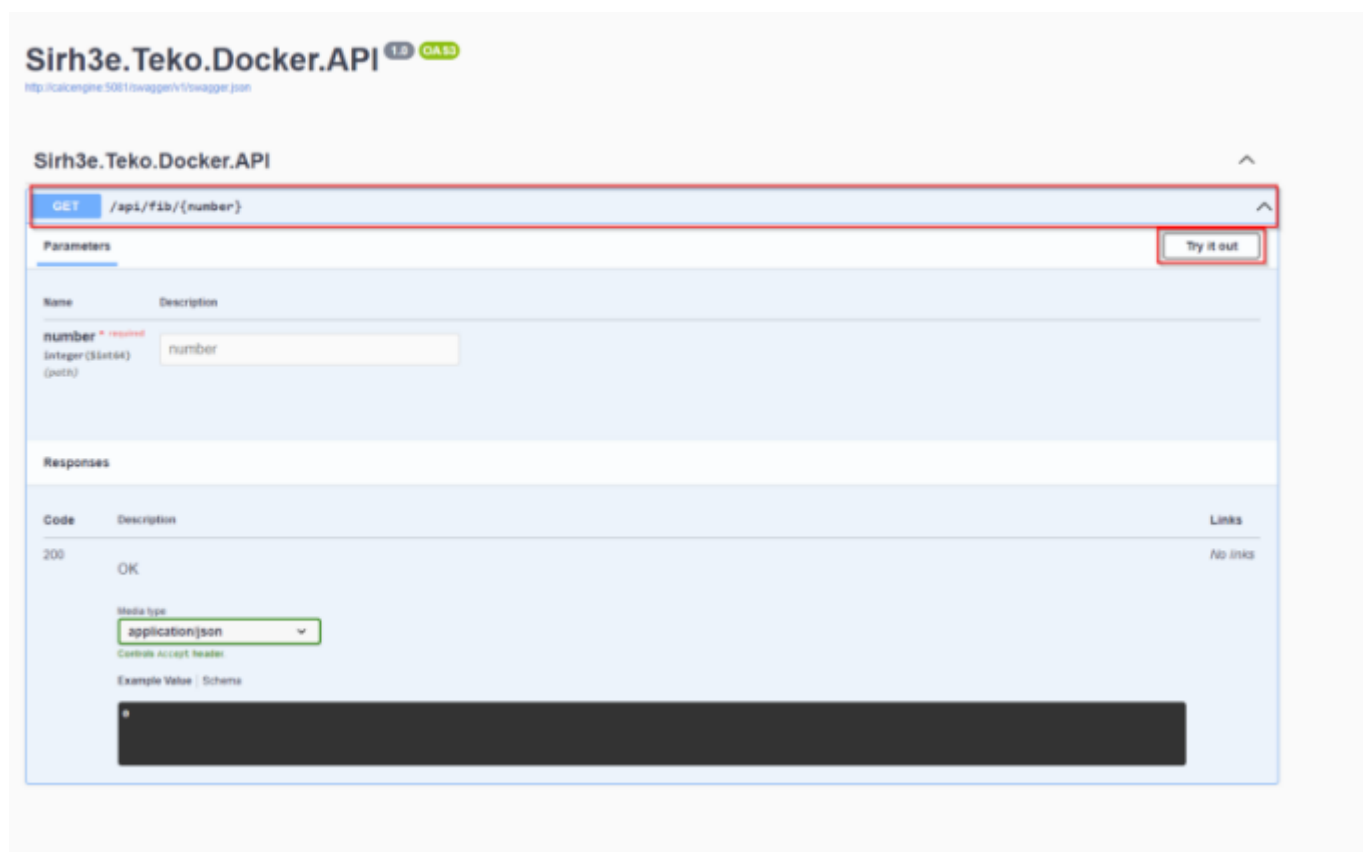 Sirh3e.Teko.Docker.API 1.0 OAS3
http://calcengine:5081/swagger/v1/swagger.json
Sirh3e.Teko.Docker.API
GET /api/fib/{number}
Parameters
Try it out
Name Description
number * required
integer($int64)
(path)
number
Responses
Code Description Links
200 OK No links
Media type
application/json
Controls Accept header.
Example Value | Schema
0